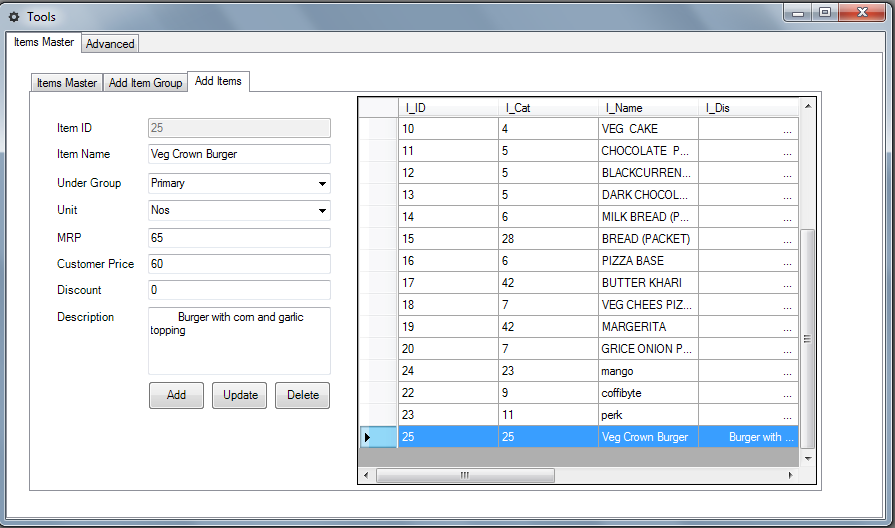 Tools
Items Master Advanced
Items Master Add Item Group Add Items
Item ID 25
Item Name Veg Crown Burger
Under Group Primary
Unit Nos
MRP 65
Customer Price 60
Discount 0
Description Burger with corn and garlic
topping
Add Update Delete
I_ID I_Cat I_Name I_Dis
10 4 VEG CAKE ...
11 5 CHOCOLATE P... ...
12 5 BLACKCURREN... ...
13 5 DARK CHOCOL... ...
14 6 MILK BREAD (P... ...
15 28 BREAD (PACKET) ...
16 6 PIZZA BASE ...
17 42 BUTTER KHARI ...
18 7 VEG CHEES PIZ... ...
19 42 MARGERITA ...
20 7 GRICE ONION P... ...
24 23 mango ...
22 9 coffibyte ...
23 11 perk ...
25 25 Veg Crown Burger Burger with ...